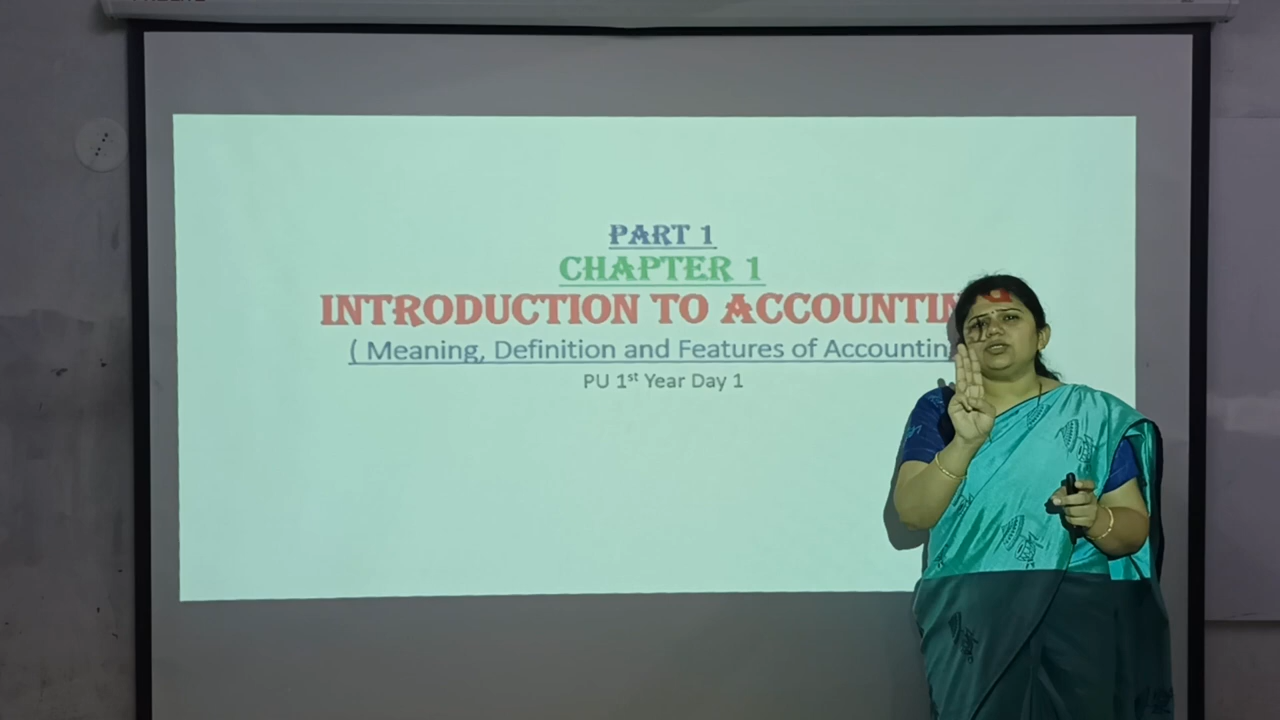 PART 1
CHAPTER 1
INTRODUCTION TO ACCOUNTIN
( Meaning, Definition and Features of Accountin
PU 1st Year Day 1